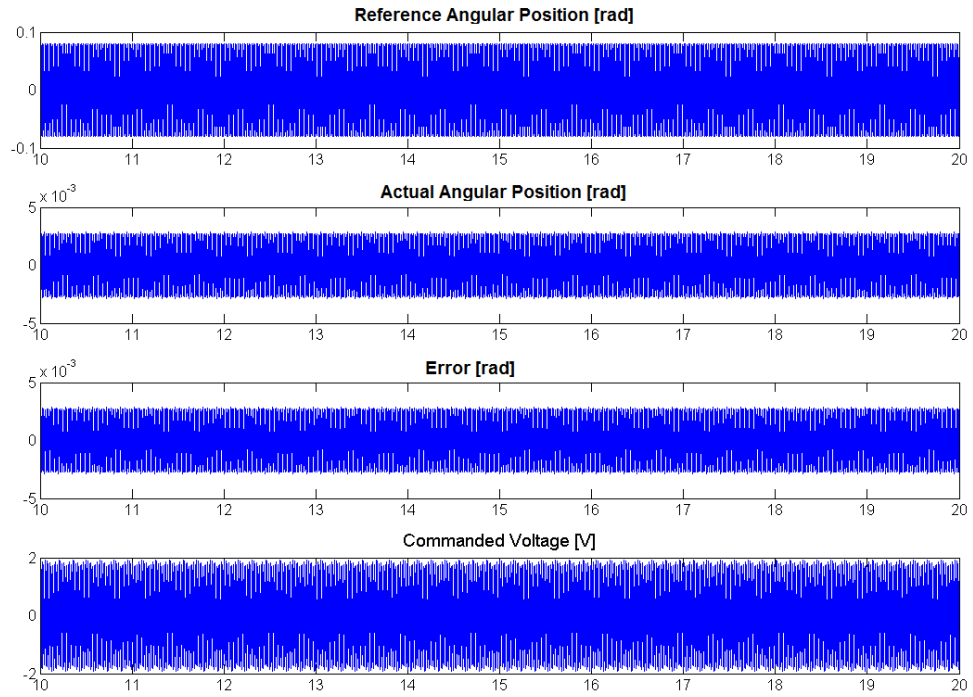 Reference Angular Position [rad]
0.1
0
-0.1
10 11 12 13 14 15 16 17 18 19 20
Actual Angular Position [rad]
5 x 10^-3
0
-5
10 11 12 13 14 15 16 17 18 19 20
Error [rad]
5 x 10^-3
0
-5
10 11 12 13 14 15 16 17 18 19 20
Commanded Voltage [V]
2
0
-2
10 11 12 13 14 15 16 17 18 19 20